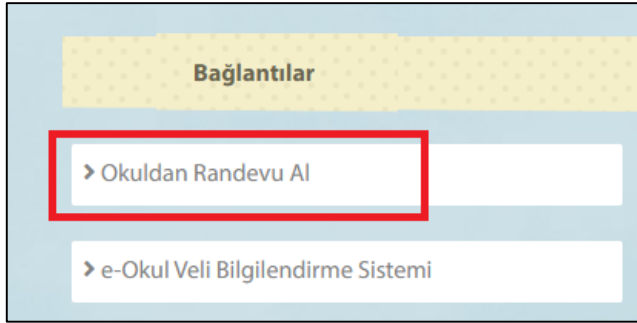 Bağlantılar
Okuldan Randevu Al
e-Okul Veli Bilgilendirme Sistemi